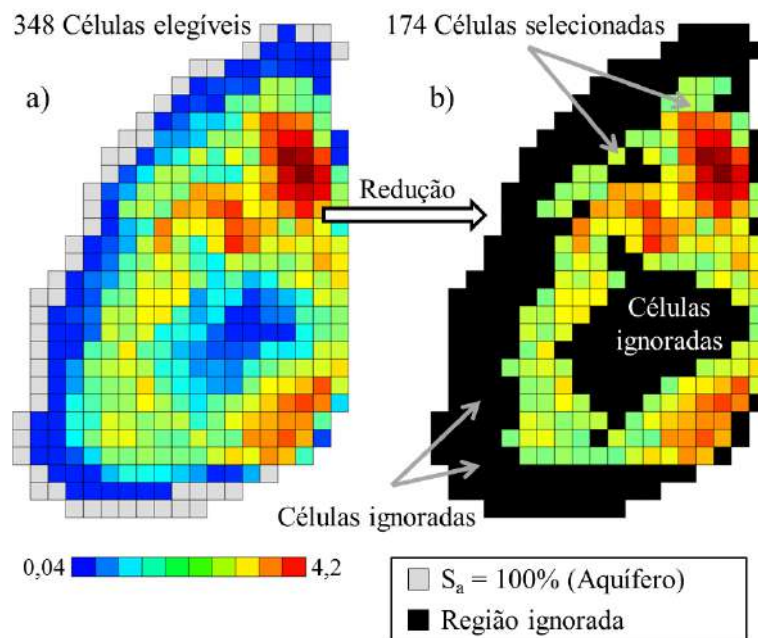 348 Células elegíveis
174 Células selecionadas
a)
b)
Redução
Células
ignoradas
Células ignoradas
0,04
4,2
Sa = 100% (Aquífero)
Região ignorada